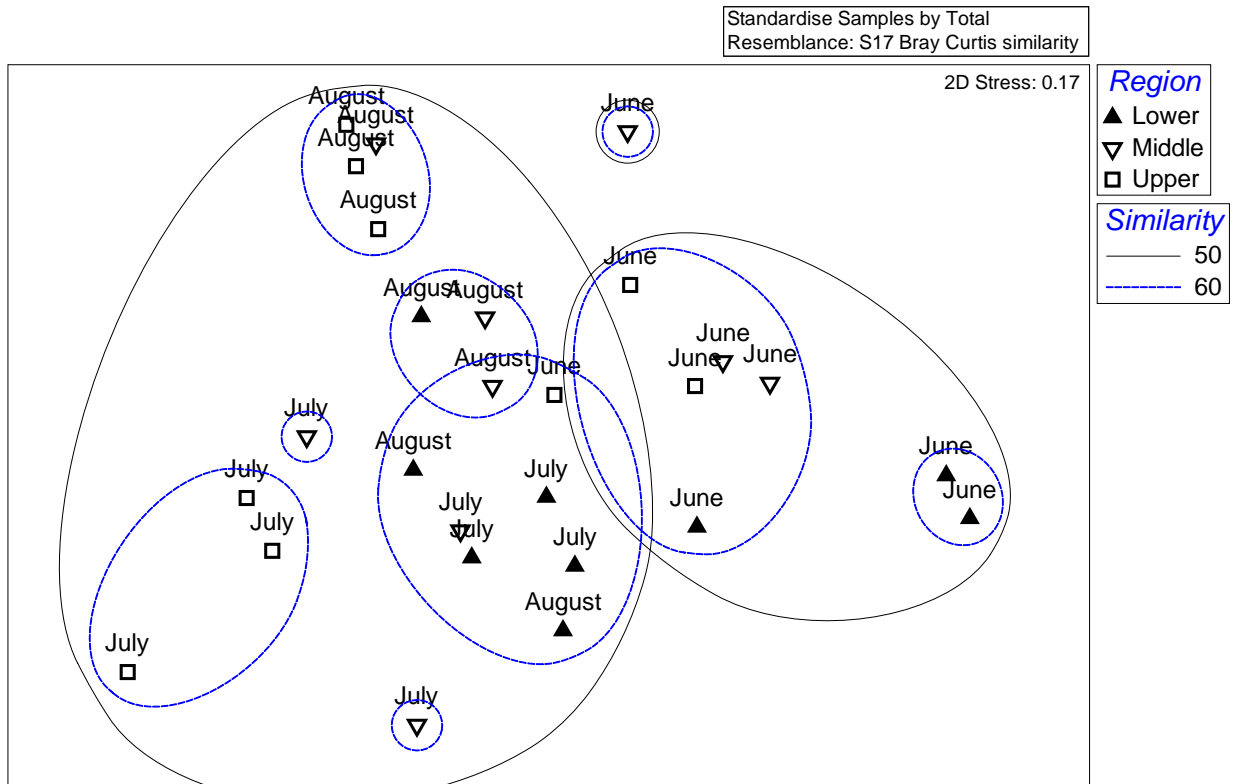 Standardise Samples by Total
Resemblance: S17 Bray Curtis similarity
2D Stress: 0.17
Region
Lower
Middle
Upper
Similarity
50
60
August
August
August
August
June
June
August
August
August
June
June
June
June
July
August
July
July
July
July
July
July
August
June
June
June
July
July